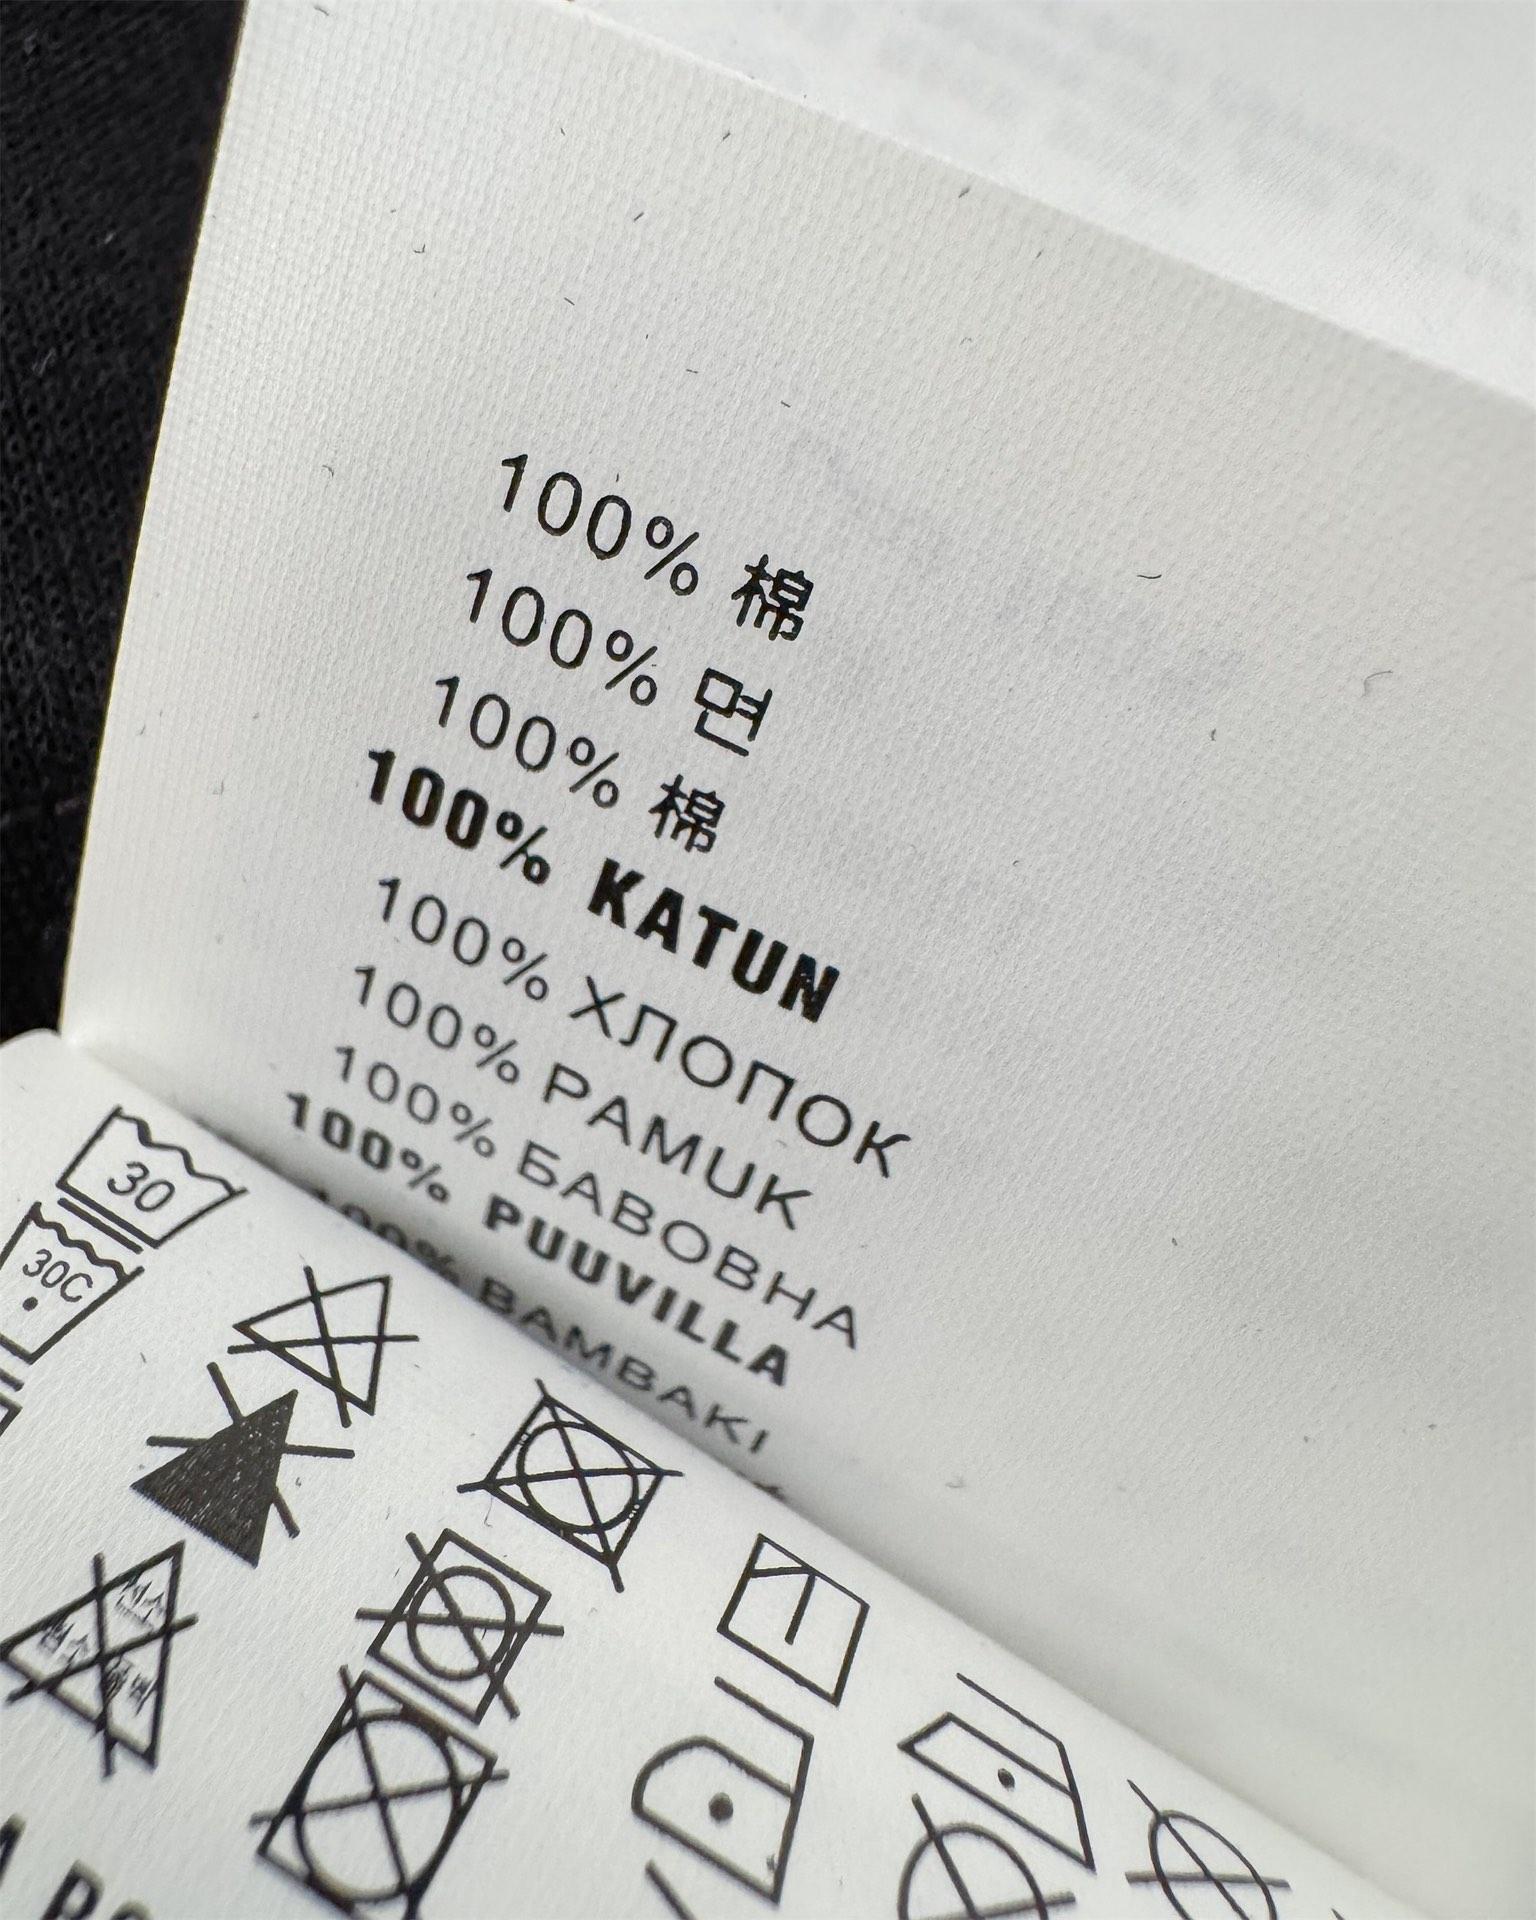 100% 棉
100% 면
100% 棉
100% KATUN
100% ХЛОПОК
100% PAMUK
100% БАВОВНА
100% PUUVILLA
100% BAMBAKI
30
30C